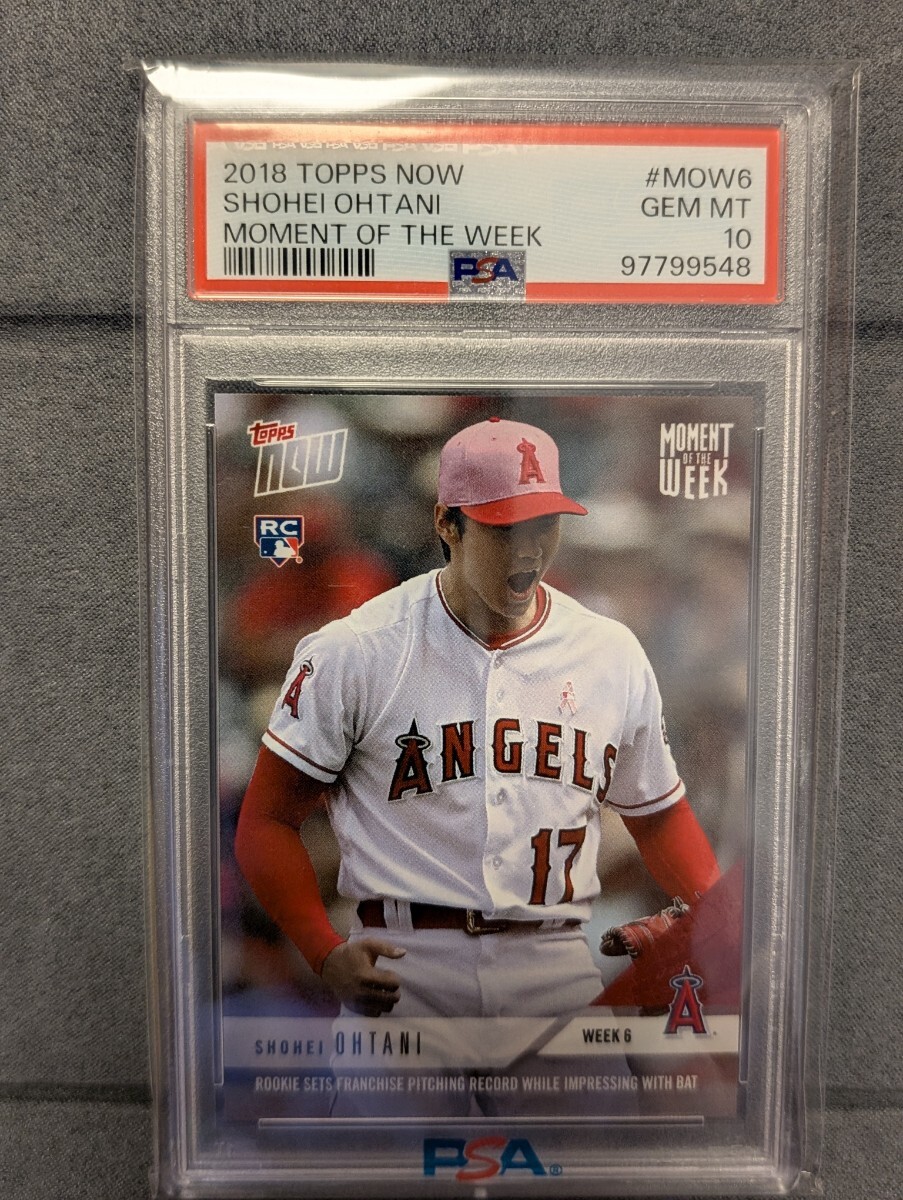 2018 TOPPS NOW #MOW6
SHOHEI OHTANI GEM MT
MOMENT OF THE WEEK 10
PSA 97799548
TOPPS
NOW
MOMENT
OF THE
WEEK
RC
A
A
ANGELS
17
A
SHOHEI OHTANI WEEK 6
ROOKIE SETS FRANCHISE PITCHING RECORD WHILE IMPRESSING WITH BAT
PSA®